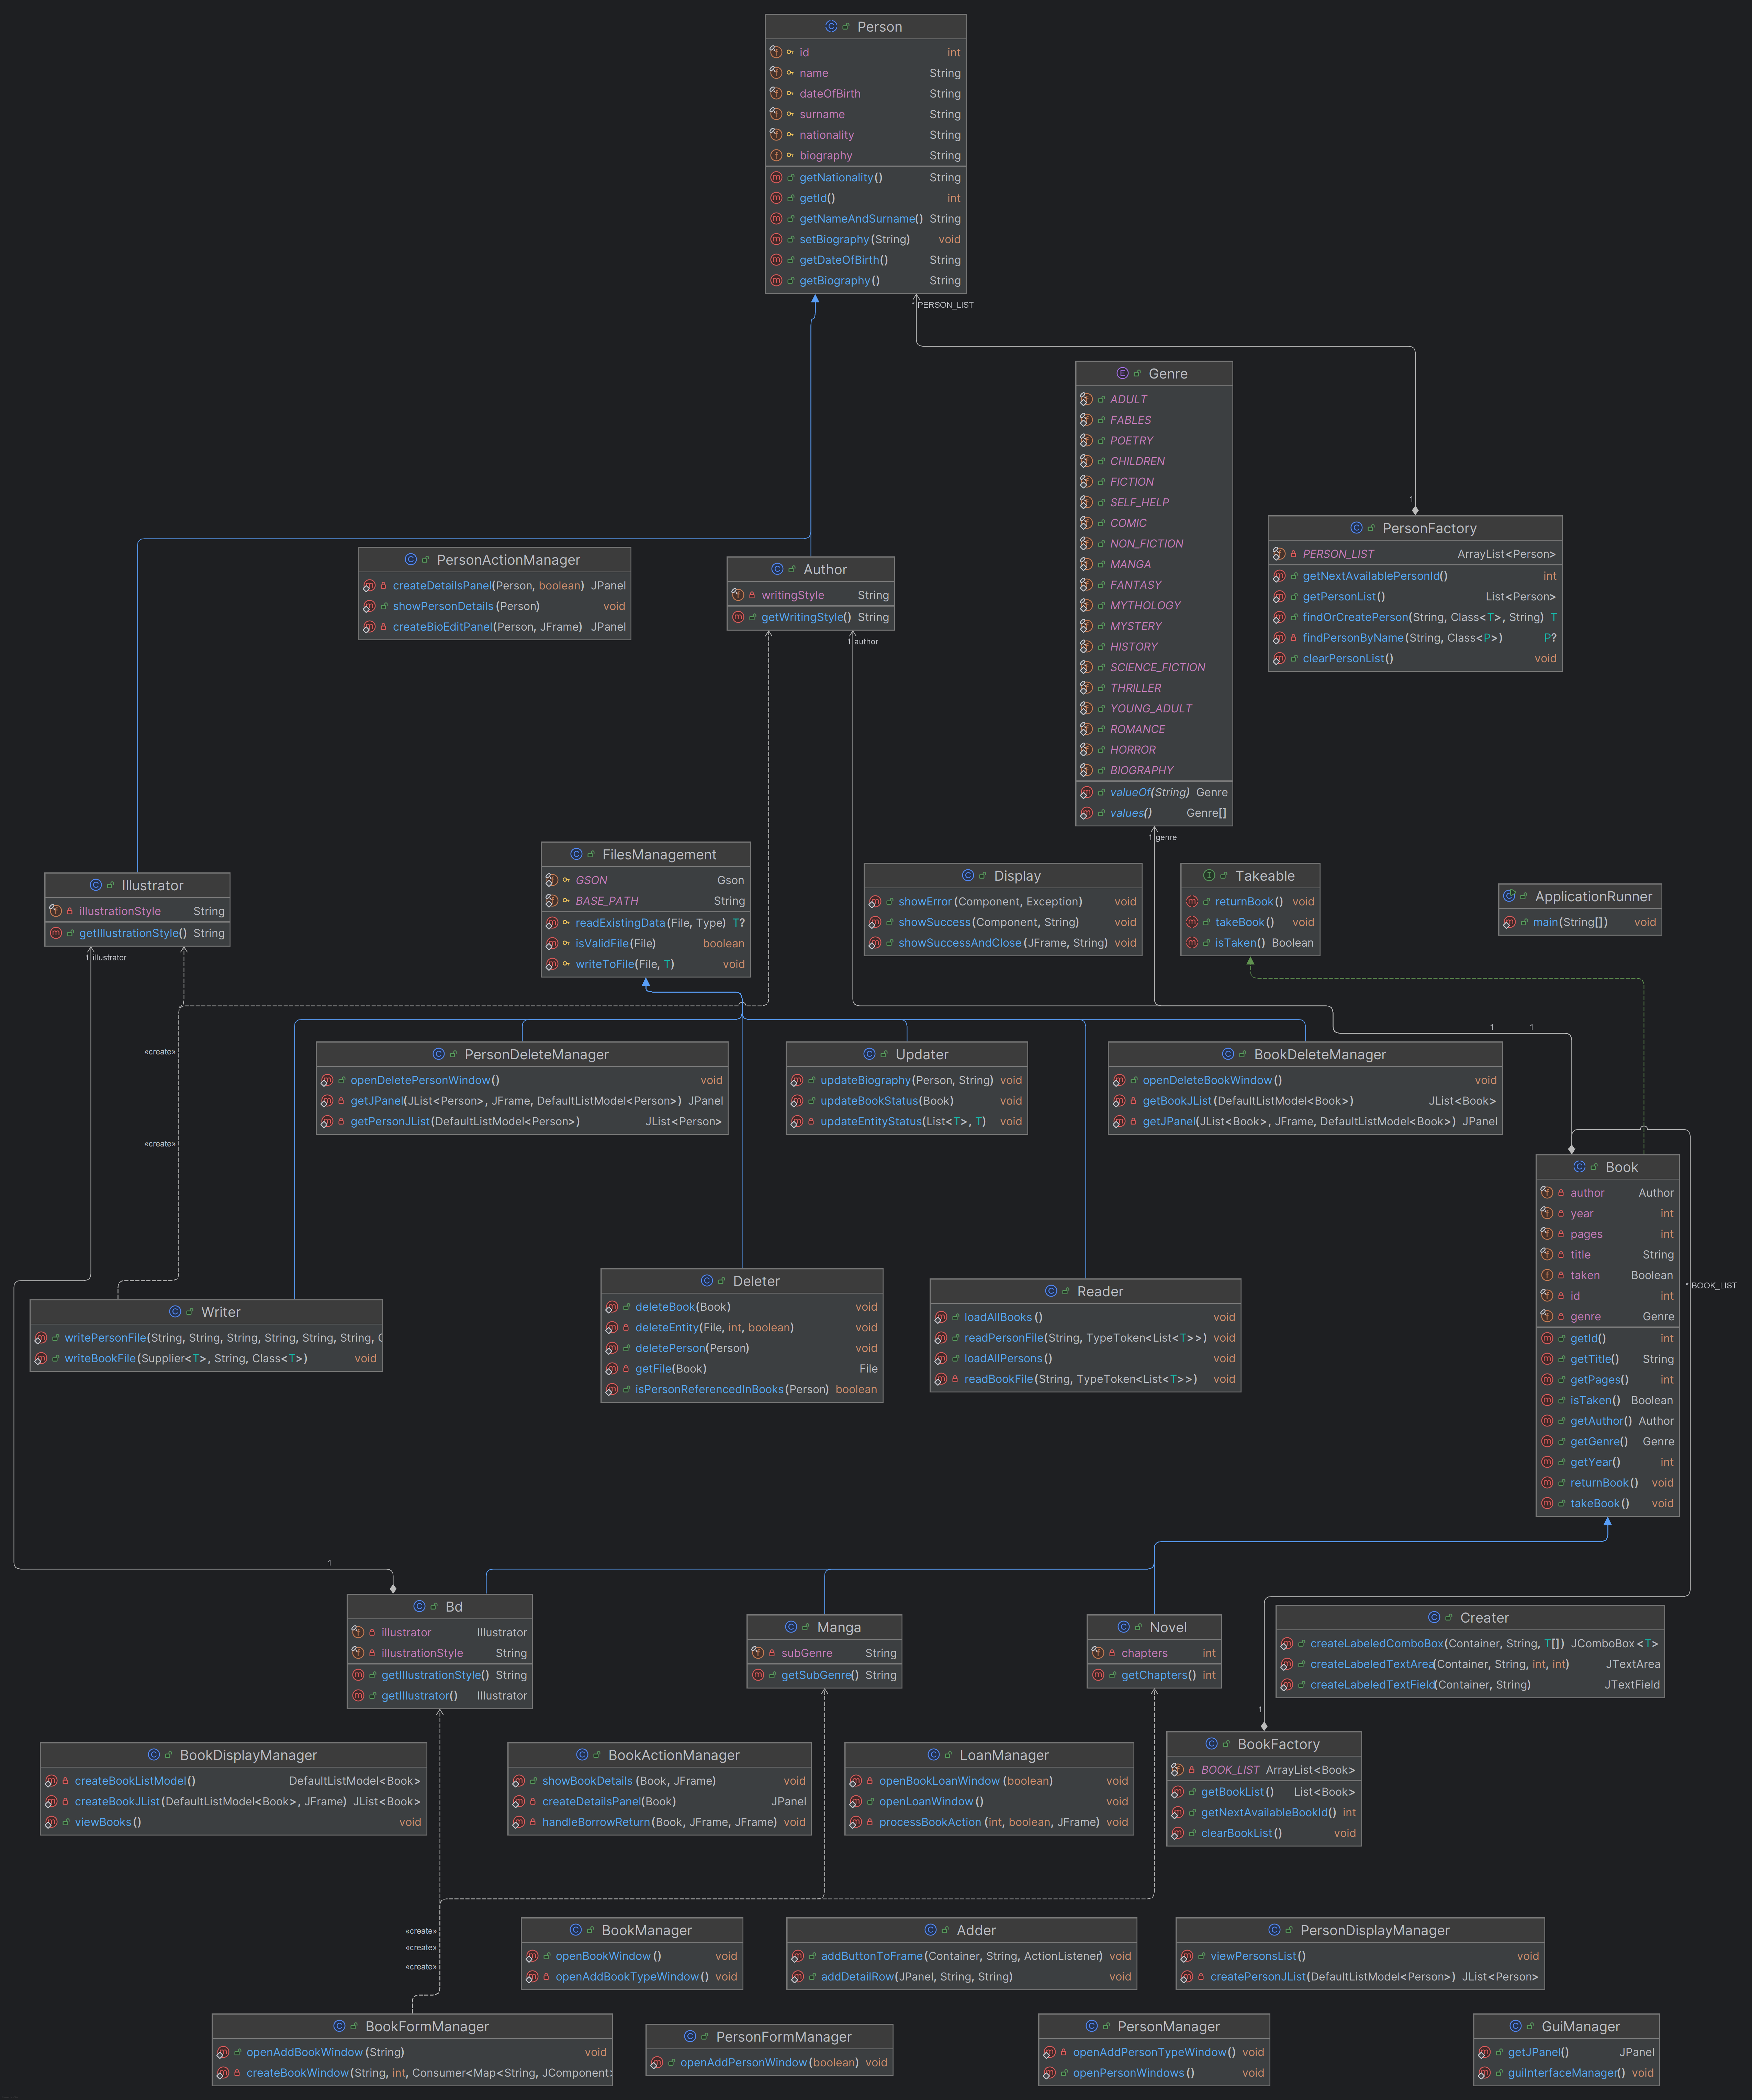 Person
id int
name String
dateOfBirth String
surname String
nationality String
biography String
getNationality() String
getId() int
getNameAndSurname() String
setBiography(String) void
getDateOfBirth() String
getBiography() String
* PERSON_LIST
Genre
ADULT
FABLES
POETRY
CHILDREN
FICTION
SELF_HELP
COMIC
NON_FICTION
MANGA
FANTASY
MYTHOLOGY
MYSTERY
HISTORY
SCIENCE_FICTION
THRILLER
YOUNG_ADULT
ROMANCE
HORROR
BIOGRAPHY
valueOf(String) Genre
values() Genre[]
1 genre
1
PersonFactory
PERSON_LIST ArrayList<Person>
getNextAvailablePersonId() int
getPersonList() List<Person>
findOrCreatePerson(String, Class<T>, String) T
findPersonByName(String, Class<P>) P?
clearPersonList() void
PersonActionManager
createDetailsPanel(Person, boolean) JPanel
showPersonDetails(Person) void
createBioEditPanel(Person, JFrame) JPanel
Author
writingStyle String
getWritingStyle() String
1 author
Illustrator
illustrationStyle String
getIllustrationStyle() String
1 illustrator
FilesManagement
GSON Gson
BASE_PATH String
readExistingData(File, Type) T?
isValidFile(File) boolean
writeToFile(File, T) void
Display
showError(Component, Exception) void
showSuccess(Component, String) void
showSuccessAndClose(JFrame, String) void
Takeable
returnBook() void
takeBook() void
isTaken() Boolean
ApplicationRunner
main(String[]) void
1 1
«create»
«create»
PersonDeleteManager
openDeletePersonWindow() void
getJPanel(JList<Person>, JFrame, DefaultListModel<Person>) JPanel
getPersonJList(DefaultListModel<Person>) JList<Person>
Updater
updateBiography(Person, String) void
updateBookStatus(Book) void
updateEntityStatus(List<T>, T) void
BookDeleteManager
openDeleteBookWindow() void
getBookJList(DefaultListModel<Book>) JList<Book>
getJPanel(JList<Book>, JFrame, DefaultListModel<Book>) JPanel
Book
author Author
year int
pages int
title String
taken Boolean
id int
genre Genre
getId() int
getTitle() String
getPages() int
isTaken() Boolean
getAuthor() Author
getGenre() Genre
getYear() int
returnBook() void
takeBook() void
* BOOK_LIST
Writer
writePersonFile(String, String, String, String, String, String, C
writeBookFile(Supplier<T>, String, Class<T>) void
Deleter
deleteBook(Book) void
deleteEntity(File, int, boolean) void
deletePerson(Person) void
getFile(Book) File
isPersonReferencedInBooks(Person) boolean
Reader
loadAllBooks() void
readPersonFile(String, TypeToken<List<T>>) void
loadAllPersons() void
readBookFile(String, TypeToken<List<T>>) void
1
Bd
illustrator Illustrator
illustrationStyle String
getIllustrationStyle() String
getIllustrator() Illustrator
Manga
subGenre String
getSubGenre() String
Novel
chapters int
getChapters() int
Creater
createLabeledComboBox(Container, String, T[]) JComboBox<T>
createLabeledTextArea(Container, String, int, int) JTextArea
createLabeledTextField(Container, String) JTextField
1
BookFactory
BOOK_LIST ArrayList<Book>
getBookList() List<Book>
getNextAvailableBookId() int
clearBookList() void
BookDisplayManager
createBookListModel() DefaultListModel<Book>
createBookJList(DefaultListModel<Book>, JFrame) JList<Book>
viewBooks() void
BookActionManager
showBookDetails(Book, JFrame) void
createDetailsPanel(Book) JPanel
handleBorrowReturn(Book, JFrame, JFrame) void
LoanManager
openBookLoanWindow(boolean) void
openLoanWindow() void
processBookAction(int, boolean, JFrame) void
«create»
«create»
«create»
BookManager
openBookWindow() void
openAddBookTypeWindow() void
Adder
addButtonToFrame(Container, String, ActionListener) void
addDetailRow(JPanel, String, String) void
PersonDisplayManager
viewPersonsList() void
createPersonJList(DefaultListModel<Person>) JList<Person>
BookFormManager
openAddBookWindow(String) void
createBookWindow(String, int, Consumer<Map<String, JComponent>
PersonFormManager
openAddPersonWindow(boolean) void
PersonManager
openAddPersonTypeWindow() void
openPersonWindows() void
GuiManager
getJPanel() JPanel
guiInterfaceManager() void